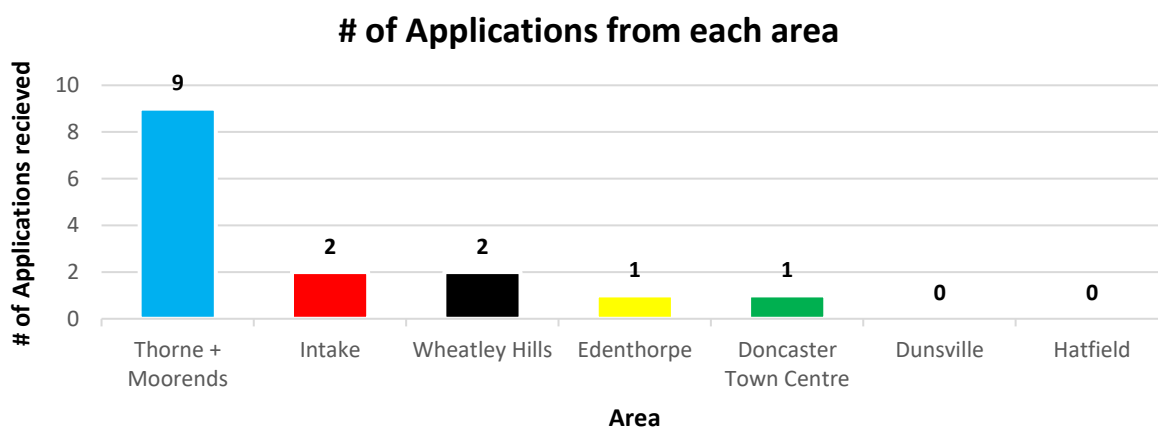 # of Applications from each area
# of Applications recieved
10
8
6
4
2
0
9
2
2
1
1
0
0
Thorne +
Moorends
Intake
Wheatley Hills
Edenthorpe
Doncaster
Town Centre
Dunsville
Hatfield
Area